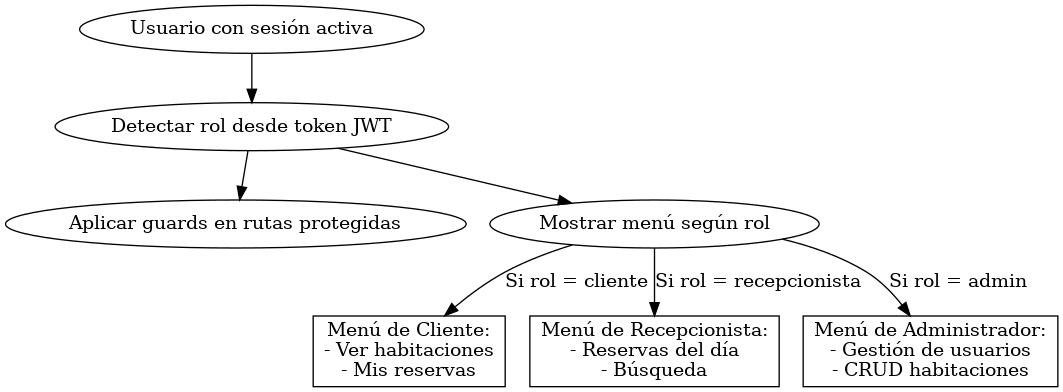 Usuario con sesión activa
Detectar rol desde token JWT
Aplicar guards en rutas protegidas
Mostrar menú según rol
Si rol = cliente
Si rol = recepcionista
Si rol = admin
Menú de Cliente:
- Ver habitaciones
- Mis reservas
Menú de Recepcionista:
- Reservas del día
- Búsqueda
Menú de Administrador:
- Gestión de usuarios
- CRUD habitaciones